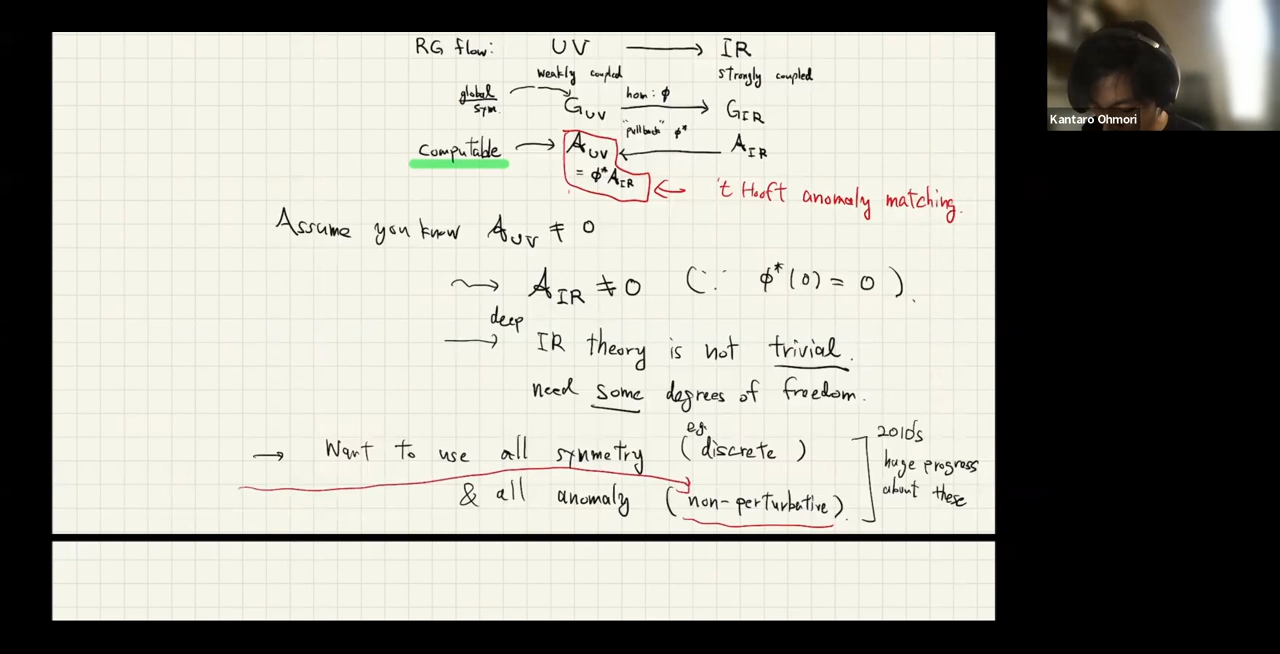 RG flow: UV → IR
weakly coupled strongly coupled
global sym. G_UV hom: φ → G_IR
"pullback" φ*
computable → A_UV ← A_IR
= φ*A_IR
← 't Hooft anomaly matching.
Assume you know A_UV ≠ 0
⇝ A_IR ≠ 0 (∵ φ*(0) = 0 ).
deep
→ IR theory is not trivial.
need some degrees of freedom.
→ Want to use all symmetry (e.g. discrete )
& all anomaly (non-perturbative).
2010's
huge progress
about these
Kantaro Ohmori